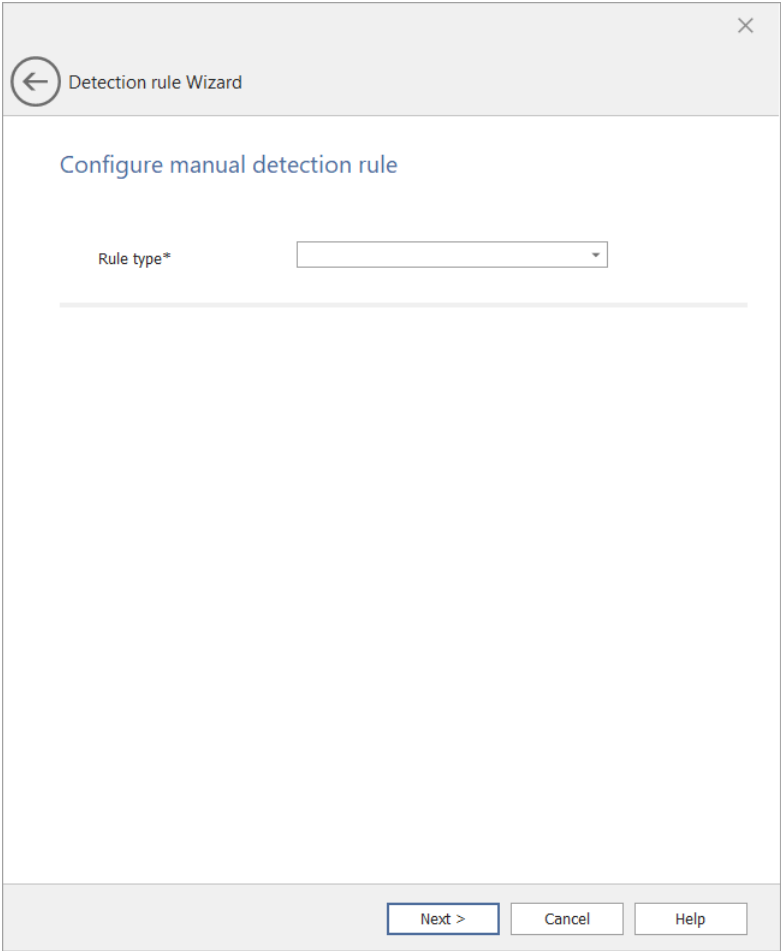 Detection rule Wizard
Configure manual detection rule
Rule type*
Next >
Cancel
Help